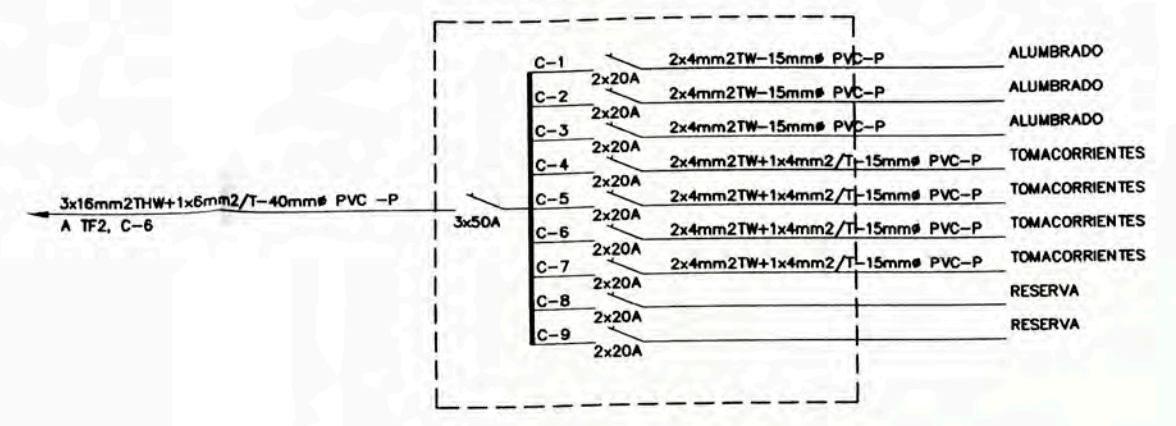 C-1 2x4mm2TW-15mmø PVC-P ALUMBRADO
2x20A
C-2 2x4mm2TW-15mmø PVC-P ALUMBRADO
2x20A
C-3 2x4mm2TW-15mmø PVC-P ALUMBRADO
2x20A
C-4 2x4mm2TW+1x4mm2/T-15mmø PVC-P TOMACORRIENTES
2x20A
3x16mm2THW+1x6mm2/T-40mmø PVC -P
A TF2, C-6
3x50A
C-5 2x4mm2TW+1x4mm2/T-15mmø PVC-P TOMACORRIENTES
2x20A
C-6 2x4mm2TW+1x4mm2/T-15mmø PVC-P TOMACORRIENTES
2x20A
C-7 2x4mm2TW+1x4mm2/T-15mmø PVC-P TOMACORRIENTES
2x20A
C-8 RESERVA
2x20A
C-9 RESERVA
2x20A